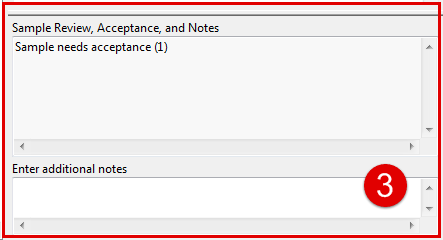 Sample Review, Acceptance, and Notes
Sample needs acceptance (1)
Enter additional notes
3